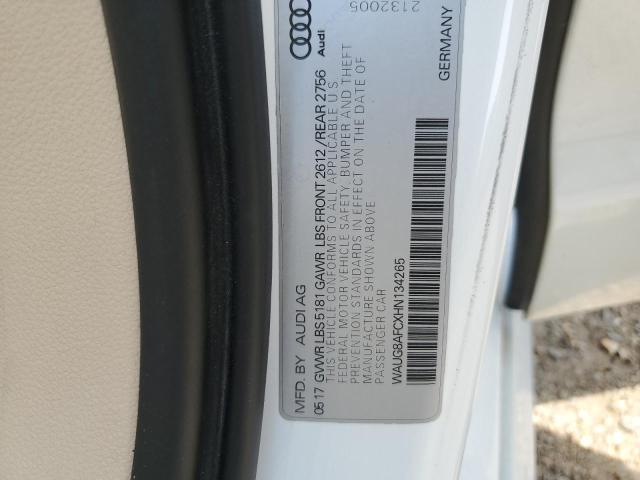 MFD. BY AUDI AG
05 17 GVWR LBS 5181 GAWR LBS FRONT 2612 / REAR 2756
THIS VEHICLE CONFORMS TO ALL APPLICABLE U.S.
FEDERAL MOTOR VEHICLE SAFETY, BUMPER AND THEFT
PREVENTION STANDARDS IN EFFECT ON THE DATE OF
MANUFACTURE SHOWN ABOVE
PASSENGER CAR
WAUG8AFCXHN134265
Audi
GERMANY
2132005